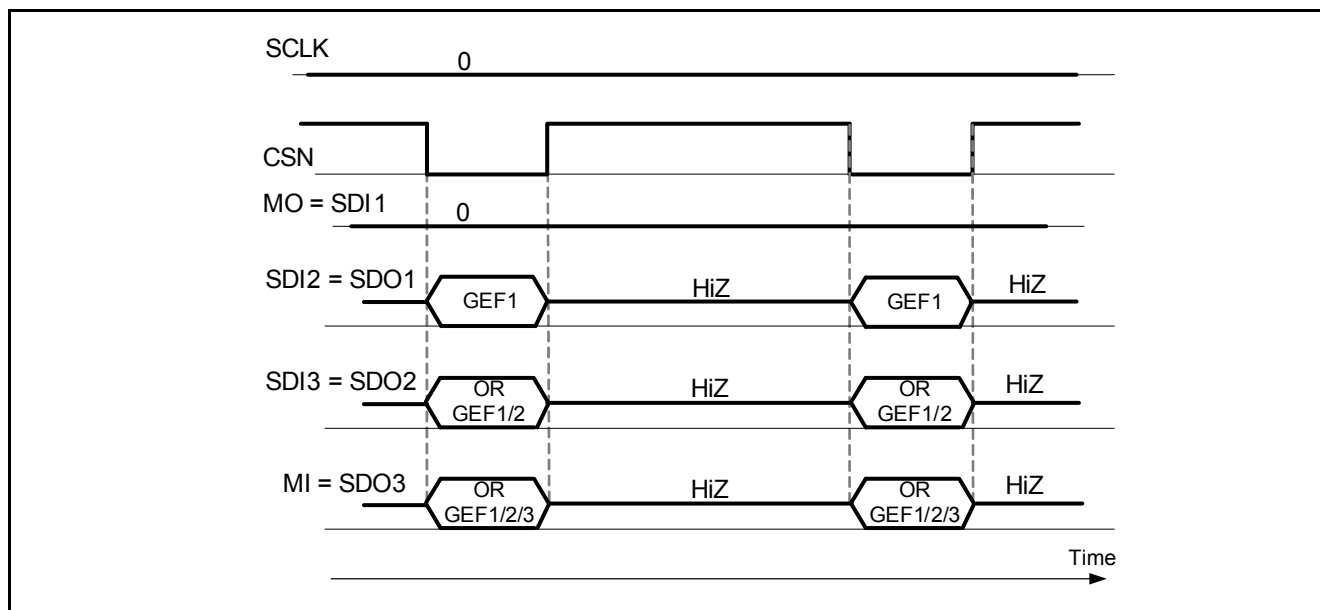 SCLK
0
CSN
MO = SDI1
0
SDI2 = SDO1
GEF1
HiZ
GEF1
HiZ
SDI3 = SDO2
OR
GEF1/2
HiZ
OR
GEF1/2
HiZ
MI = SDO3
OR
GEF1/2/3
HiZ
OR
GEF1/2/3
HiZ
Time